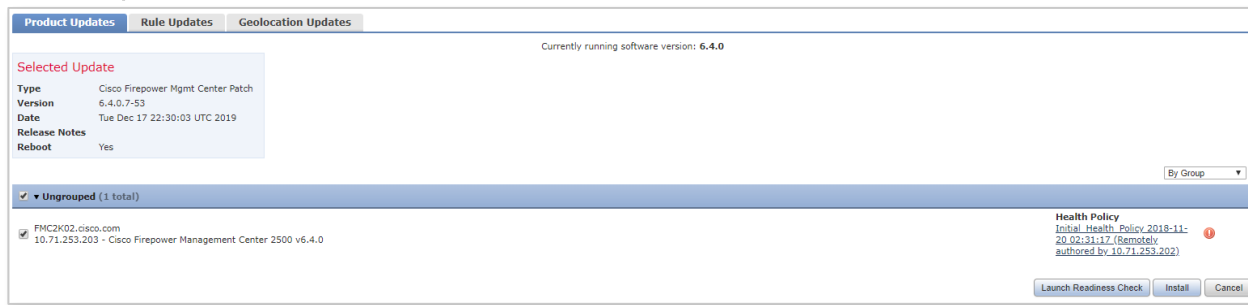 Product Updates Rule Updates Geolocation Updates
Currently running software version: 6.4.0
Selected Update
Type Cisco Firepower Mgmt Center Patch
Version 6.4.0.7-53
Date Tue Dec 17 22:30:03 UTC 2019
Release Notes
Reboot Yes
By Group
Ungrouped (1 total)
Health Policy
FMC2K02.cisco.com
10.71.253.203 - Cisco Firepower Management Center 2500 v6.4.0
Initial_Health_Policy 2018-11-
20 02:31:17 (Remotely
authored by 10.71.253.202)
Launch Readiness Check Install Cancel